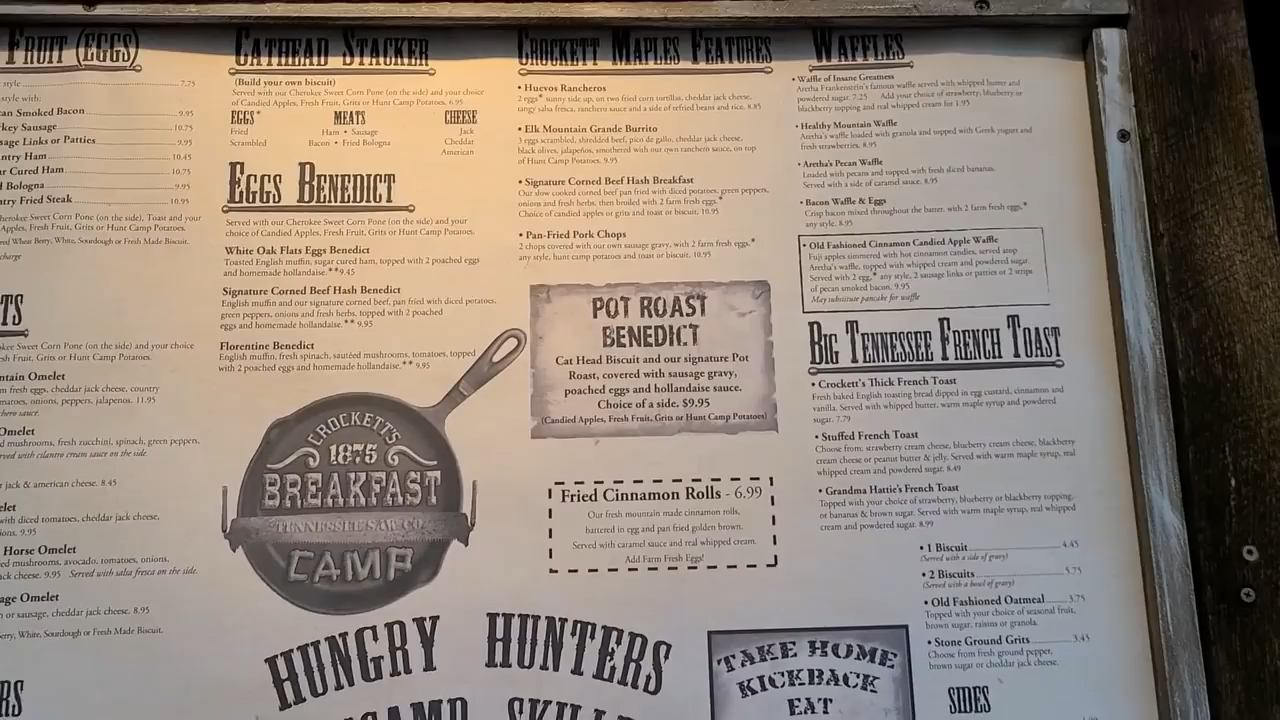 FRUIT (EGGS)
style 7.75
style with:
an Smoked Bacon 9.95
key Sausage 10.75
sage Links or Patties 9.95
ntry Ham 10.45
r Cured Ham 10.75
d Bologna 9.95
ntry Fried Steak 10.95
herokee Sweet Corn Pone (on the side), Toast and your
Apples, Fresh Fruit, Grits or Hunt Camp Potatoes.
red Wheat Berry, White, Sourdough or Fresh Made Biscuit.
charge
TS
kee Sweet Corn Pone (on the side) and your choice
sh Fruit, Grits or Hunt Camp Potatoes.
ntain Omelet
m fresh eggs, cheddar jack cheese, country
matoes, onions, peppers, jalapenos. 11.95
chero sauce.
Omelet
d mushrooms, fresh zucchini, spinach, green peppers,
rved with cilantro cream sauce on the side.
jack & american cheese. 8.45
elet
with diced tomatoes, cheddar jack cheese,
ions. 9.95
Horse Omelet
ed mushrooms, avocado, tomatoes, onions,
ack cheese. 9.95 Served with salsa fresca on the side.
age Omelet
n or sausage, cheddar jack cheese. 8.95
erry, White, Sourdough or Fresh Made Biscuit.
RS
CATHEAD STACKER
(Build your own biscuit)
Served with our Cherokee Sweet Corn Pone (on the side) and your choice
of Candied Apples, Fresh Fruit, Grits or Hunt Camp Potatoes. 6.95
EGGS* MEATS CHEESE
Fried Ham • Sausage Jack
Scrambled Bacon • Fried Bologna Cheddar
American
EGGS BENEDICT
Served with our Cherokee Sweet Corn Pone (on the side) and your
choice of Candied Apples, Fresh Fruit, Grits or Hunt Camp Potatoes.
White Oak Flats Eggs Benedict
Toasted English muffin, sugar cured ham, topped with 2 poached eggs
and homemade hollandaise.**9.45
Signature Corned Beef Hash Benedict
English muffin and our signature corned beef, pan fried with diced potatoes,
green peppers, onions and fresh herbs, topped with 2 poached
eggs and homemade hollandaise.** 9.95
Florentine Benedict
English muffin, fresh spinach, sautéed mushrooms, tomatoes, topped
with 2 poached eggs and homemade hollandaise.** 9.95
CROCKETT'S
1875
BREAKFAST
TENNESSEE SAW CO.
CAMP
HUNGRY HUNTERS
CAMP SKILL
CROCKETT MAPLES FEATURES
• Huevos Rancheros
2 eggs* sunny side up, on two fried corn tortillas, cheddar jack cheese,
tangy salsa fresca, ranchero sauce and a side of refried beans and rice. 8.85
• Elk Mountain Grande Burrito
3 eggs scrambled, shredded beef, pico de gallo, cheddar jack cheese,
black olives, jalapeños, smothered with our own ranchero sauce, on top
of Hunt Camp Potatoes. 9.95
• Signature Corned Beef Hash Breakfast
Our slow cooked corned beef pan fried with diced potatoes, green peppers,
onions and fresh herbs, then broiled with 2 farm fresh eggs.*
Choice of candied apples or grits and toast or biscuit. 10.95
• Pan-Fried Pork Chops
2 chops covered with our own sausage gravy, with 2 farm fresh eggs,*
any style, hunt camp potatoes and toast or biscuit. 10.95
POT ROAST
BENEDICT
Cat Head Biscuit and our signature Pot
Roast, covered with sausage gravy,
poached eggs and hollandaise sauce.
Choice of a side. $9.95
(Candied Apples, Fresh Fruit, Grits or Hunt Camp Potatoes)
Fried Cinnamon Rolls - 6.99
Our fresh mountain made cinnamon rolls,
battered in egg and pan fried golden brown.
Served with caramel sauce and real whipped cream.
Add Farm Fresh Eggs!
TAKE HOME
KICKBACK
EAT
WAFFLES
• Waffle of Insane Greatness
Aretha Frankenstein's famous waffle served with whipped butter and
powdered sugar. 7.25 Add your choice of strawberry, blueberry or
blackberry topping and real whipped cream for 1.95
• Healthy Mountain Waffle
Aretha's waffle loaded with granola and topped with Greek yogurt and
fresh strawberries. 8.95
• Aretha's Pecan Waffle
Loaded with pecans and topped with fresh sliced bananas.
Served with a side of caramel sauce. 8.95
• Bacon Waffle & Eggs
Crisp bacon mixed throughout the batter, with 2 farm fresh eggs,*
any style. 8.95
• Old Fashioned Cinnamon Candied Apple Waffle
Fuji apples simmered with hot cinnamon candies, served atop
Aretha's waffle, topped with whipped cream and powdered sugar.
Served with 2 egg,* any style, 2 sausage links or patties or 2 strips
of pecan smoked bacon. 9.95
May substitute pancake for waffle
BIG TENNESSEE FRENCH TOAST
• Crockett's Thick French Toast
Fresh baked English toasting bread dipped in egg custard, cinnamon and
vanilla. Served with whipped butter, warm maple syrup and powdered
sugar. 7.79
• Stuffed French Toast
Choose from: strawberry cream cheese, blueberry cream cheese, blackberry
cream cheese or peanut butter & jelly. Served with warm maple syrup, real
whipped cream and powdered sugar. 8.49
• Grandma Hattie's French Toast
Topped with your choice of strawberry, blueberry or blackberry topping,
or bananas & brown sugar. Served with warm maple syrup, real whipped
cream and powdered sugar. 8.99
• 1 Biscuit 4.45
(Served with a side of gravy)
• 2 Biscuits 5.75
(Served with a bowl of gravy)
• Old Fashioned Oatmeal 3.75
Topped with your choice of seasonal fruit,
brown sugar, raisins or granola.
• Stone Ground Grits 3.45
Choose from fresh ground pepper,
brown sugar or cheddar jack cheese.
SIDES